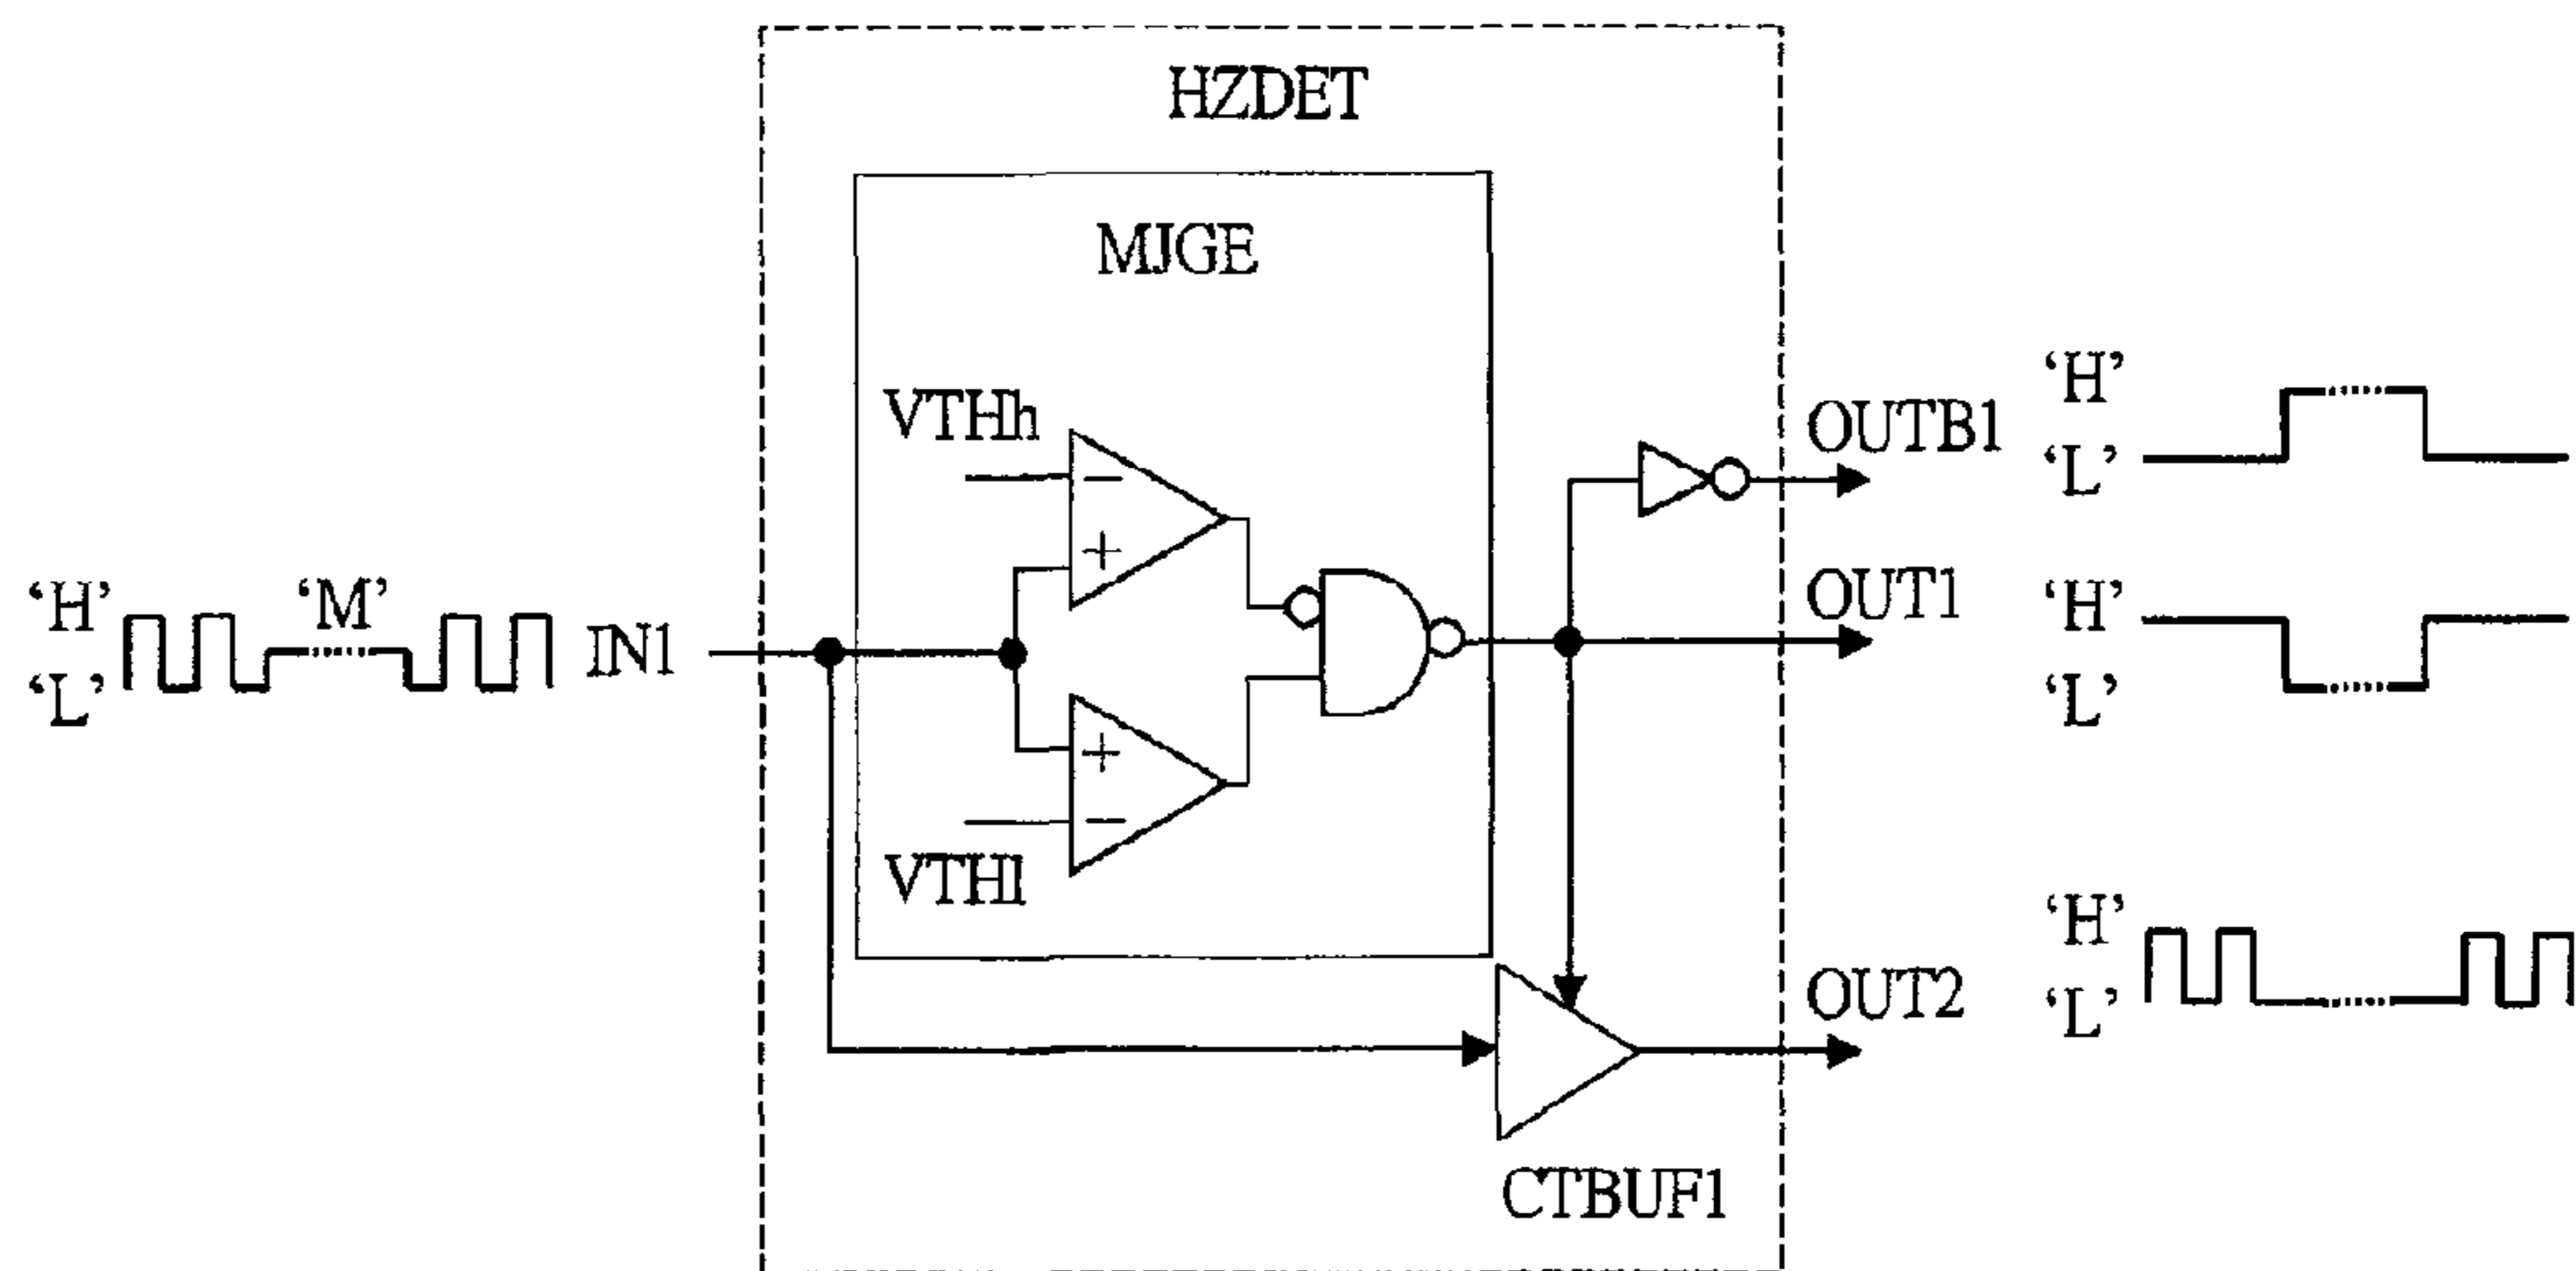 HZDET
MJGE
VTHh
−
+
+
−
VTHl
'H'
'M'
'L'
IN1
OUTB1
'H'
'L'
OUT1
'H'
'L'
OUT2
'H'
'L'
CTBUF1